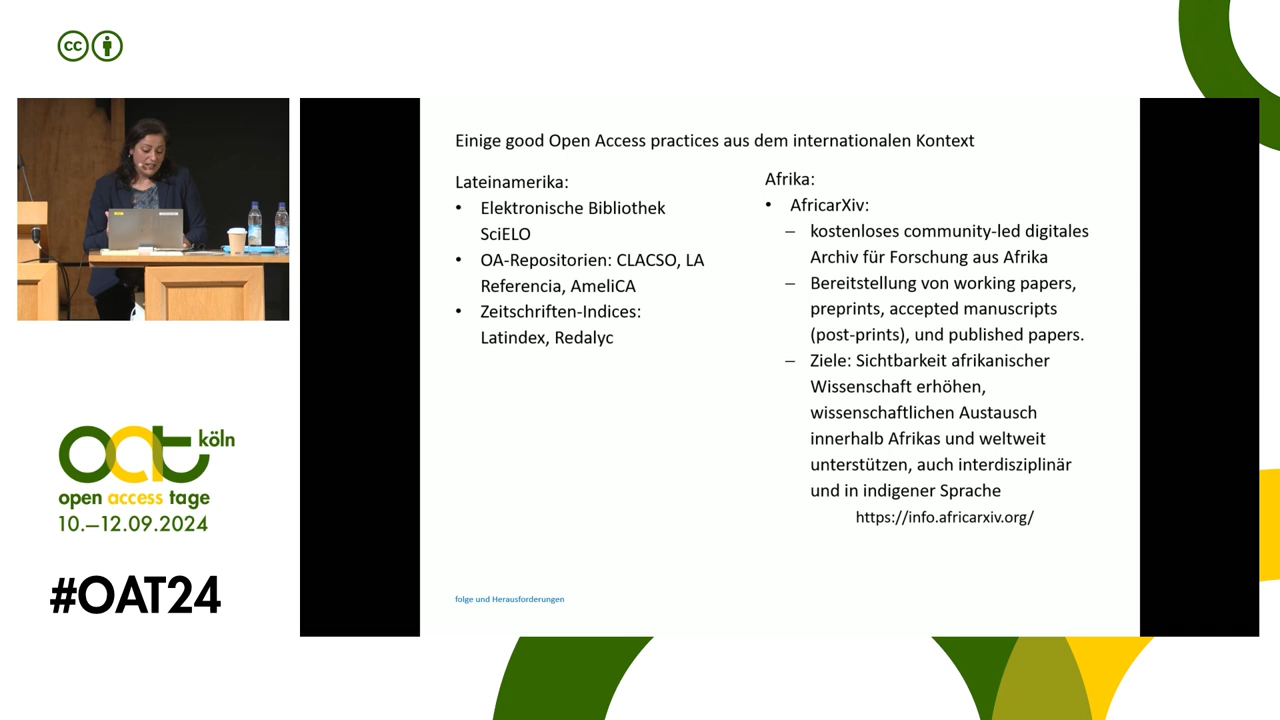 cc
Einige good Open Access practices aus dem internationalen Kontext
Lateinamerika:
• Elektronische Bibliothek
SciELO
• OA-Repositorien: CLACSO, LA
Referencia, AmeliCA
• Zeitschriften-Indices:
Latindex, Redalyc
Afrika:
• AfricarXiv:
– kostenloses community-led digitales
Archiv für Forschung aus Afrika
– Bereitstellung von working papers,
preprints, accepted manuscripts
(post-prints), und published papers.
– Ziele: Sichtbarkeit afrikanischer
Wissenschaft erhöhen,
wissenschaftlichen Austausch
innerhalb Afrikas und weltweit
unterstützen, auch interdisziplinär
und in indigener Sprache
https://info.africarxiv.org/
folge und Herausforderungen
oat köln
open access tage
10.–12.09.2024
#OAT24